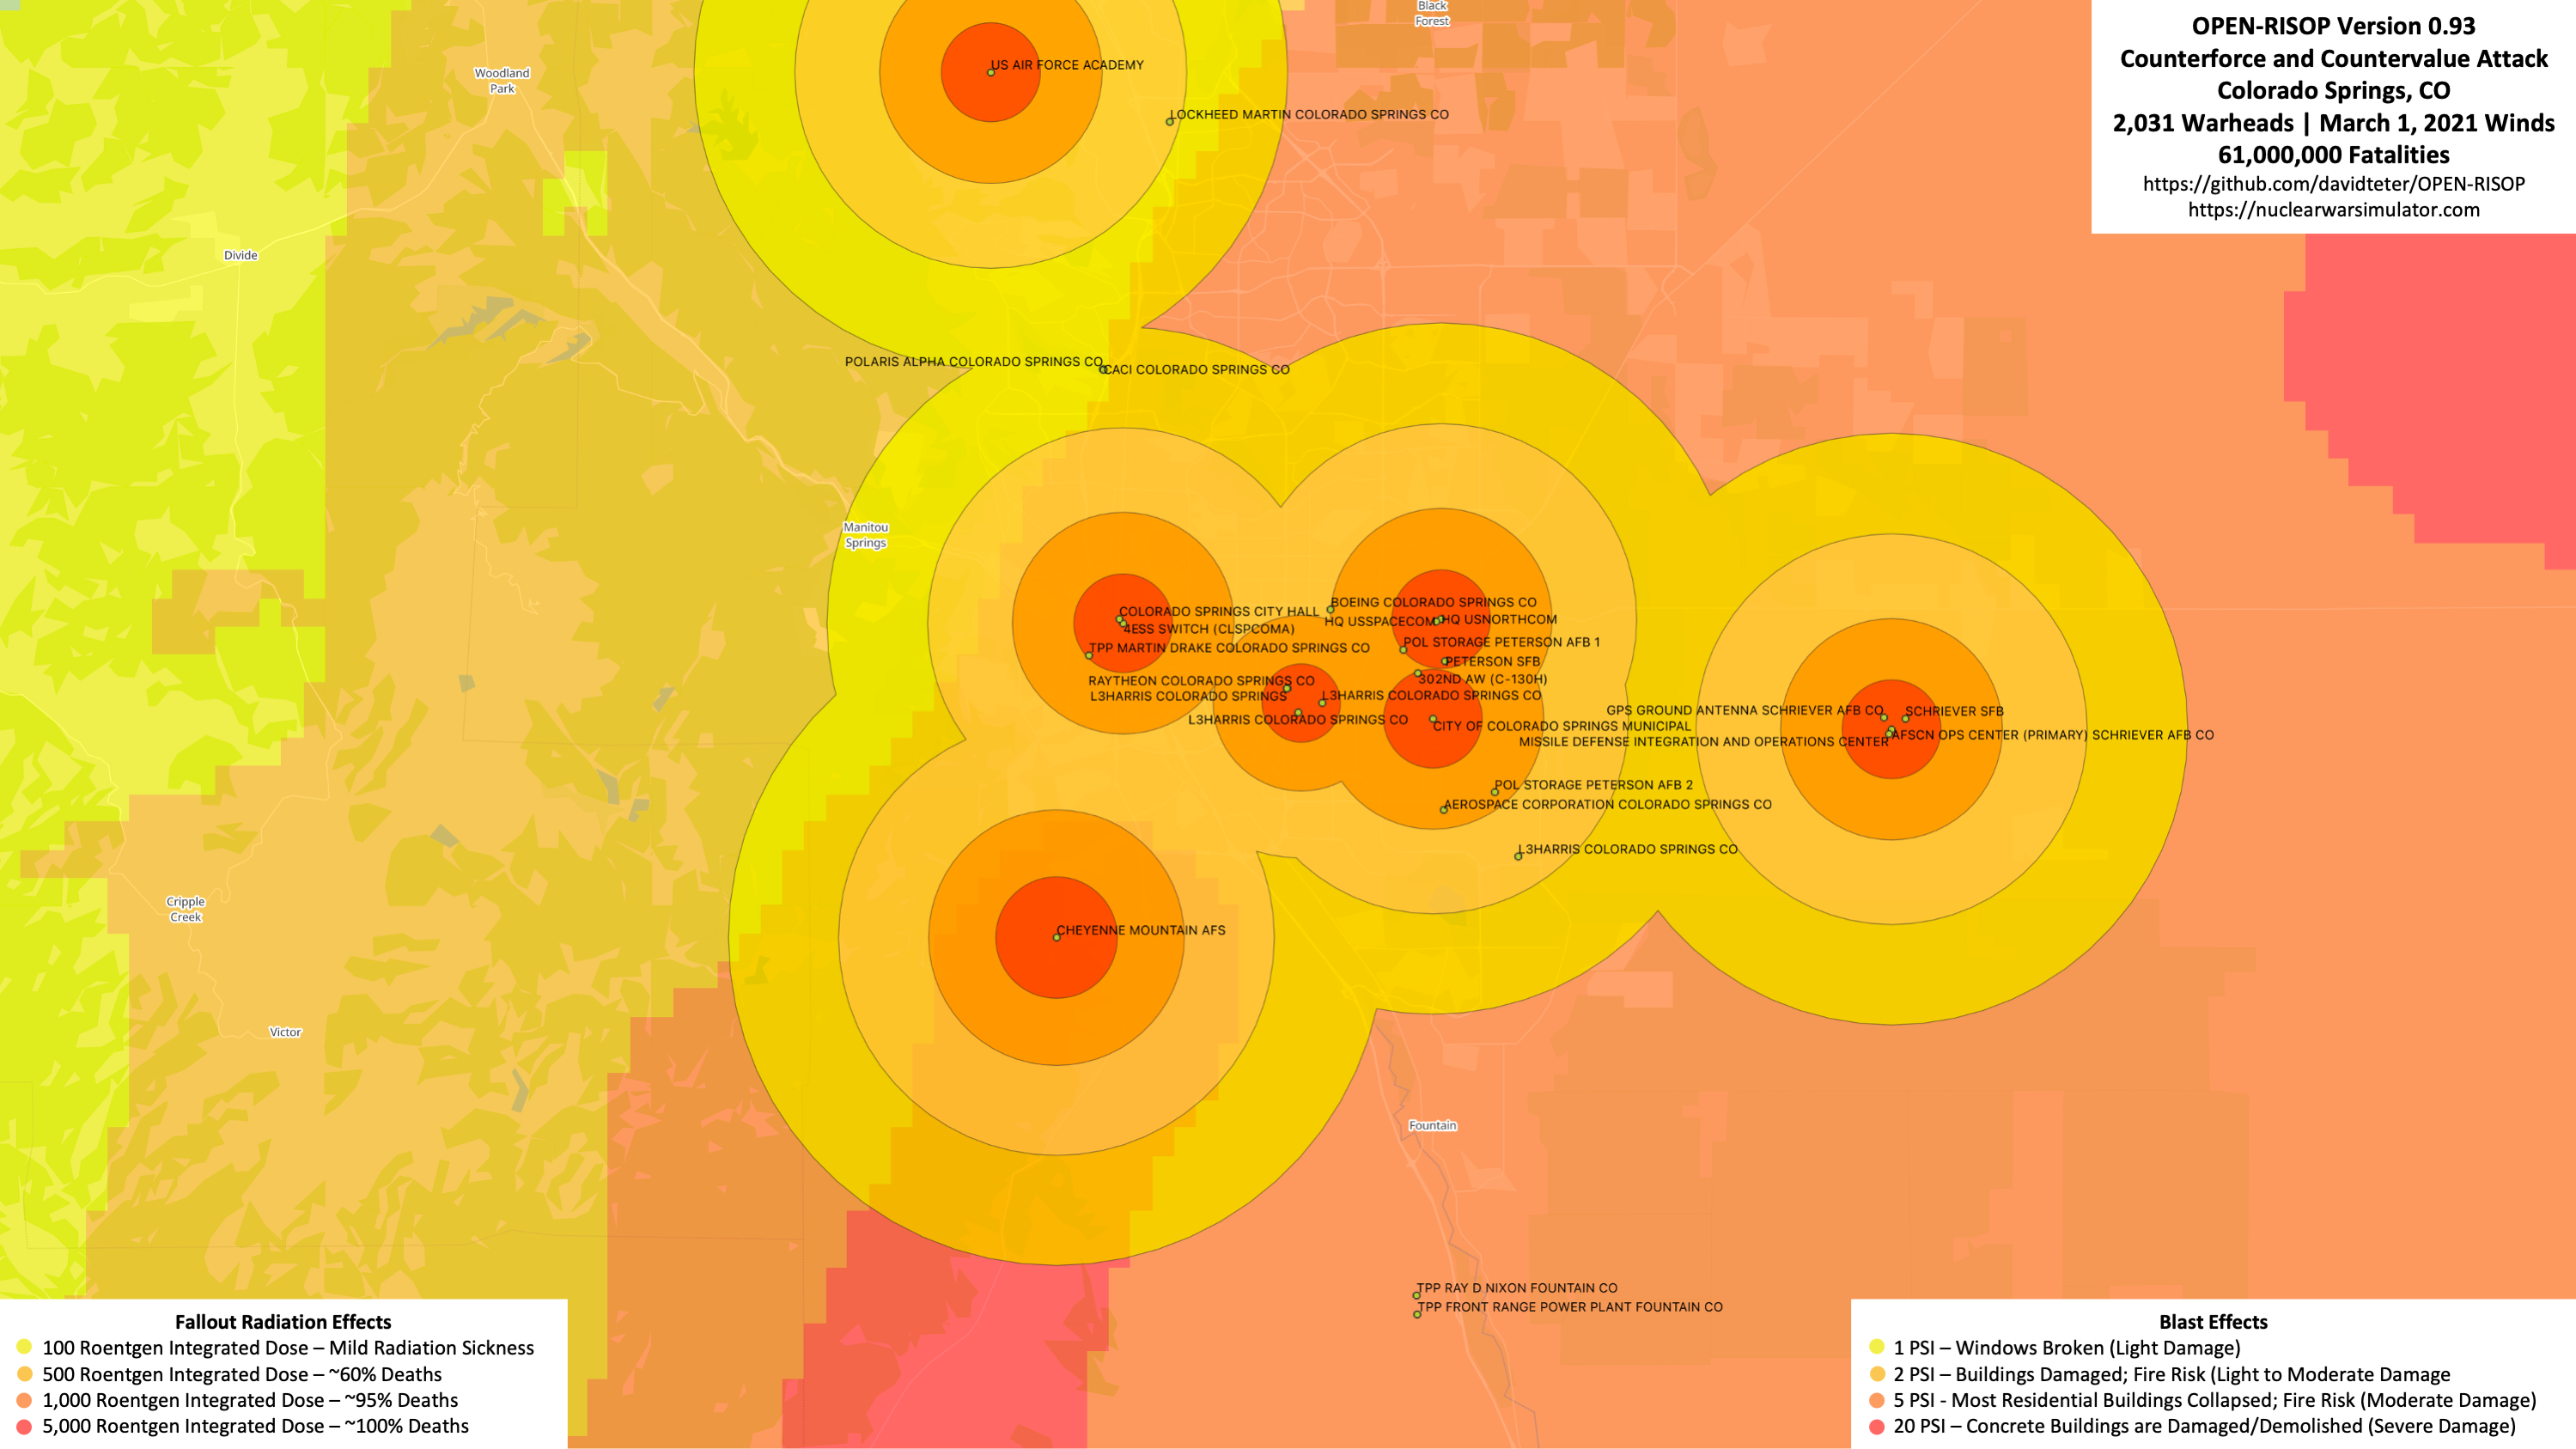 Black
Forest
OPEN-RISOP Version 0.93
Counterforce and Countervalue Attack
Colorado Springs, CO
2,031 Warheads | March 1, 2021 Winds
61,000,000 Fatalities
https://github.com/davidteter/OPEN-RISOP
https://nuclearwarsimulator.com
Woodland
Park
US AIR FORCE ACADEMY
LOCKHEED MARTIN COLORADO SPRINGS CO
Divide
POLARIS ALPHA COLORADO SPRINGS CO
CACI COLORADO SPRINGS CO
Manitou
Springs
COLORADO SPRINGS CITY HALL
4ESS SWITCH (CLSPCOMA)
TPP MARTIN DRAKE COLORADO SPRINGS CO
BOEING COLORADO SPRINGS CO
HQ USSPACECOM
HQ USNORTHCOM
POL STORAGE PETERSON AFB 1
PETERSON SFB
302ND AW (C-130H)
RAYTHEON COLORADO SPRINGS CO
L3HARRIS COLORADO SPRINGS
L3HARRIS COLORADO SPRINGS CO
L3HARRIS COLORADO SPRINGS CO
CITY OF COLORADO SPRINGS MUNICIPAL
GPS GROUND ANTENNA SCHRIEVER AFB CO
SCHRIEVER SFB
MISSILE DEFENSE INTEGRATION AND OPERATIONS CENTER
AFSCN OPS CENTER (PRIMARY) SCHRIEVER AFB CO
POL STORAGE PETERSON AFB 2
AEROSPACE CORPORATION COLORADO SPRINGS CO
L3HARRIS COLORADO SPRINGS CO
Cripple
Creek
CHEYENNE MOUNTAIN AFS
Victor
Fountain
TPP RAY D NIXON FOUNTAIN CO
TPP FRONT RANGE POWER PLANT FOUNTAIN CO
Fallout Radiation Effects
100 Roentgen Integrated Dose – Mild Radiation Sickness
500 Roentgen Integrated Dose – ~60% Deaths
1,000 Roentgen Integrated Dose – ~95% Deaths
5,000 Roentgen Integrated Dose – ~100% Deaths
Blast Effects
1 PSI – Windows Broken (Light Damage)
2 PSI – Buildings Damaged; Fire Risk (Light to Moderate Damage
5 PSI - Most Residential Buildings Collapsed; Fire Risk (Moderate Damage)
20 PSI – Concrete Buildings are Damaged/Demolished (Severe Damage)